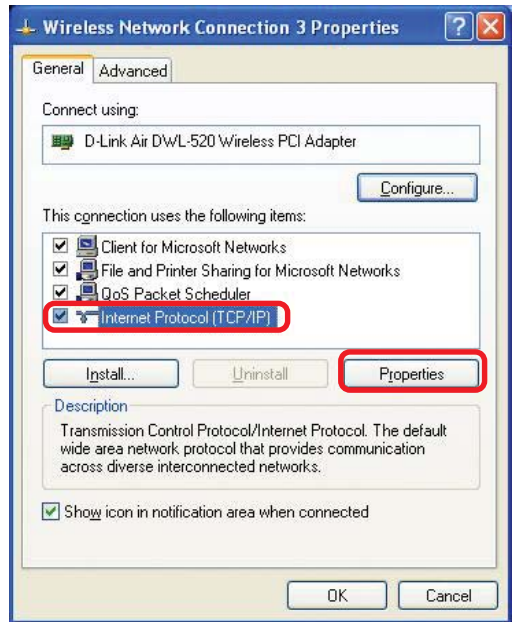 Wireless Network Connection 3 Properties
General
Advanced
Connect using:
D-Link Air DWL-520 Wireless PCI Adapter
Configure...
This connection uses the following items:
Client for Microsoft Networks
File and Printer Sharing for Microsoft Networks
QoS Packet Scheduler
Internet Protocol (TCP/IP)
Install...
Uninstall
Properties
Description
Transmission Control Protocol/Internet Protocol. The default
wide area network protocol that provides communication
across diverse interconnected networks.
Show icon in notification area when connected
OK
Cancel